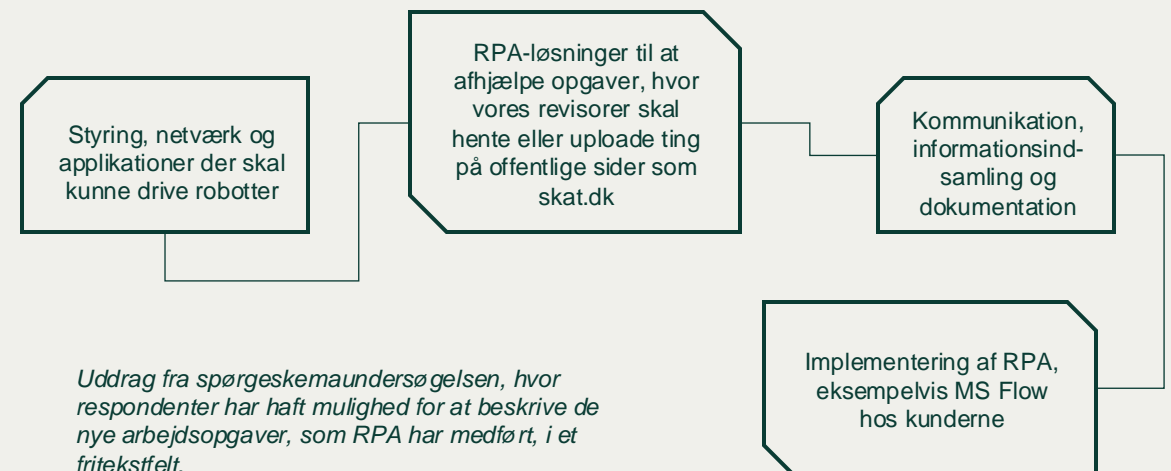 Styring, netværk og
applikationer der skal
kunne drive robotter
RPA-løsninger til at
afhjælpe opgaver, hvor
vores revisorer skal
hente eller uploade ting
på offentlige sider som
skat.dk
Kommunikation,
informationsind-
samling og
dokumentation
Implementering af RPA,
eksempelvis MS Flow
hos kunderne
Uddrag fra spørgeskemaundersøgelsen, hvor
respondenter har haft mulighed for at beskrive de
nye arbejdsopgaver, som RPA har medført, i et
fritekstfelt.